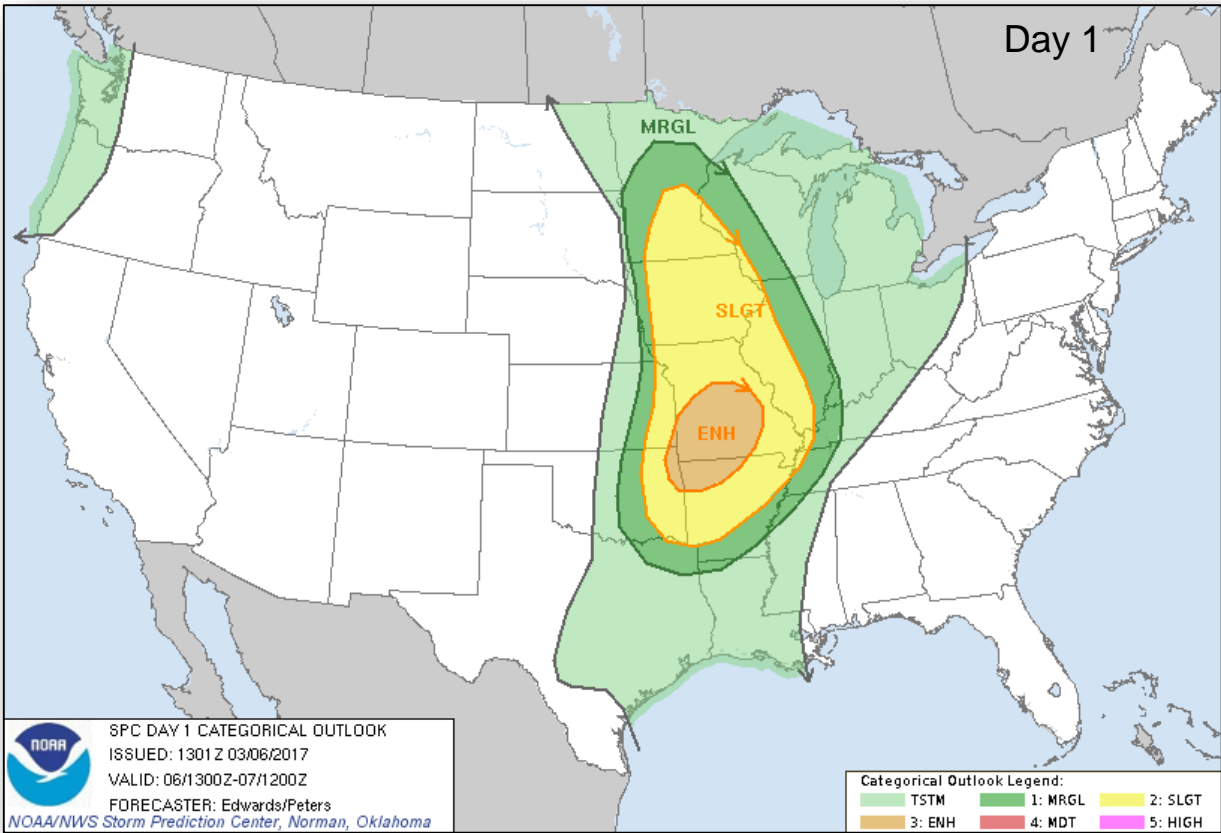 Day 1
MRGL
SLGT
ENH
NOAA
SPC DAY 1 CATEGORICAL OUTLOOK
ISSUED: 1301Z 03/06/2017
VALID: 06/1300Z-07/1200Z
FORECASTER: Edwards/Peters
NOAA/NWS Storm Prediction Center, Norman, Oklahoma
Categorical Outlook Legend:
TSTM 1: MRGL 2: SLGT
3: ENH 4: MDT 5: HIGH